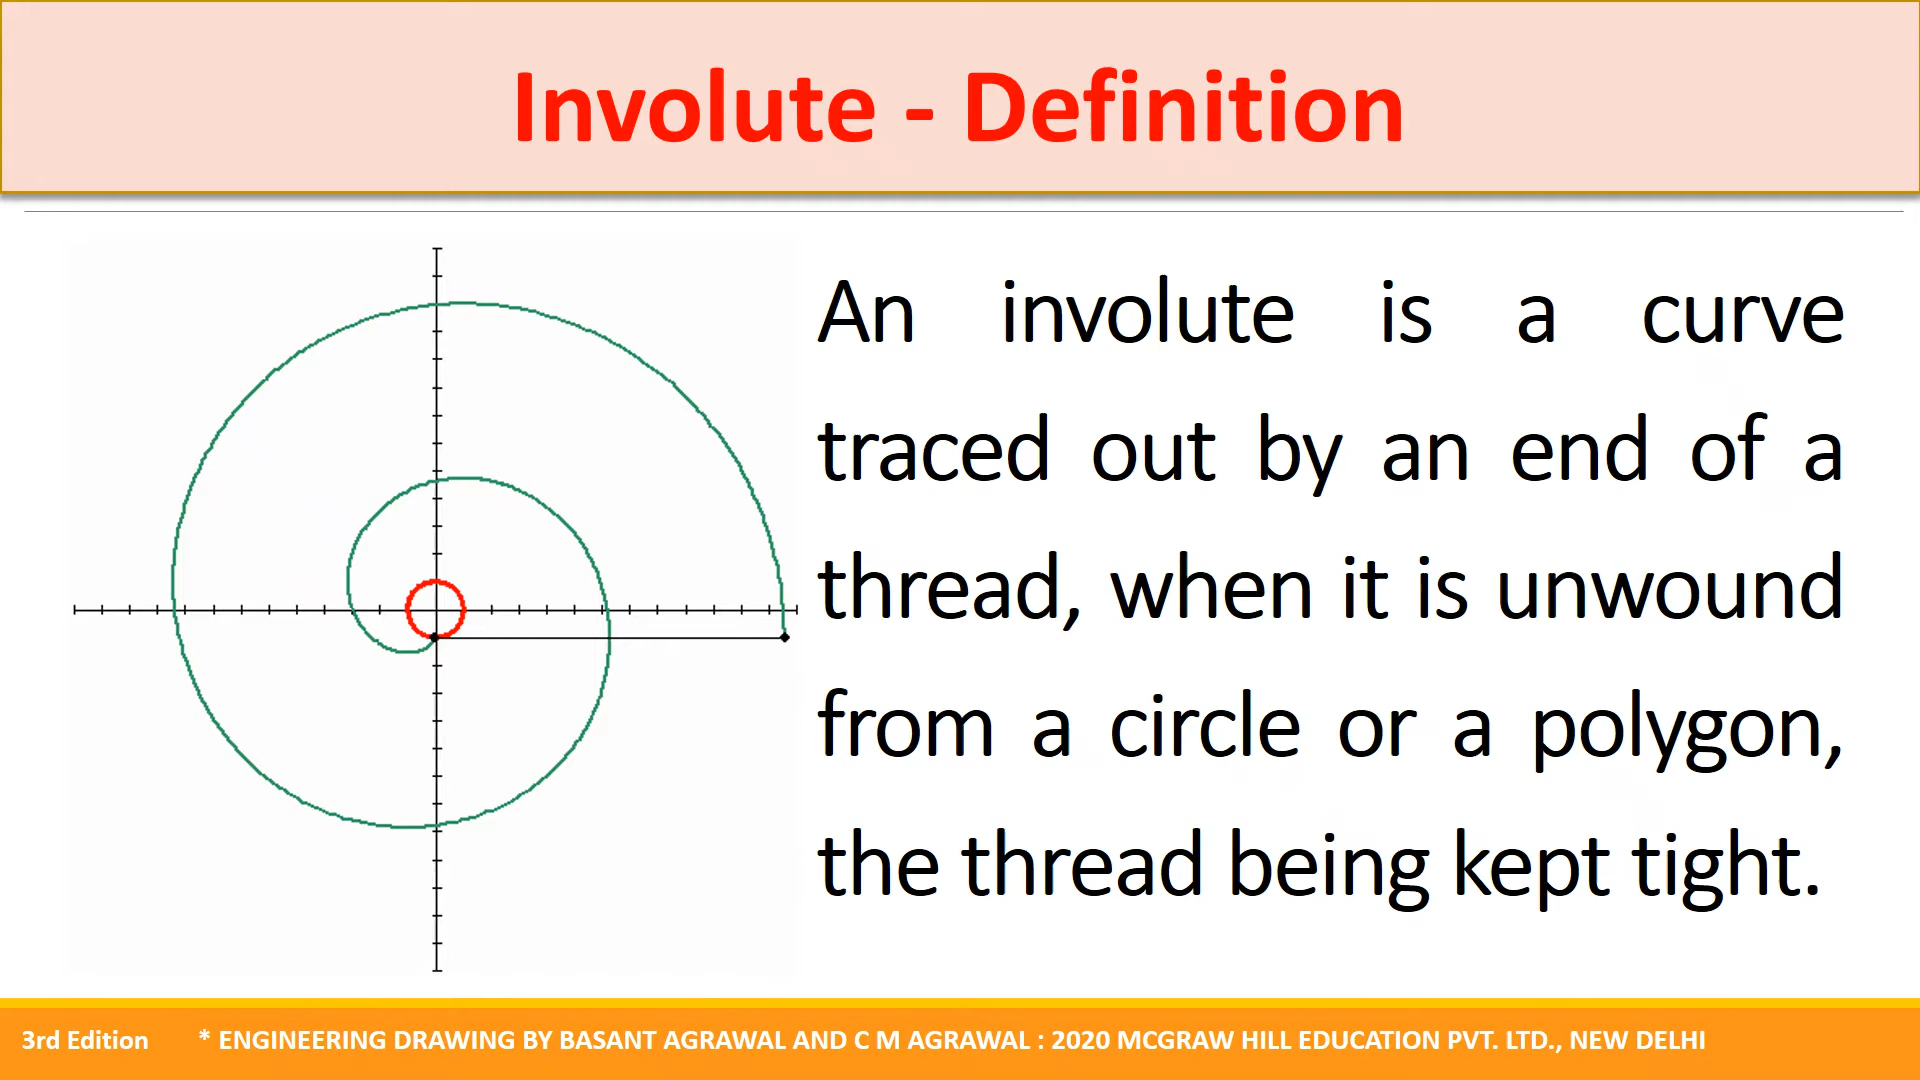 Involute - Definition
An involute is a curve
traced out by an end of a
thread, when it is unwound
from a circle or a polygon,
the thread being kept tight.
3rd Edition * ENGINEERING DRAWING BY BASANT AGRAWAL AND C M AGRAWAL : 2020 MCGRAW HILL EDUCATION PVT. LTD., NEW DELHI